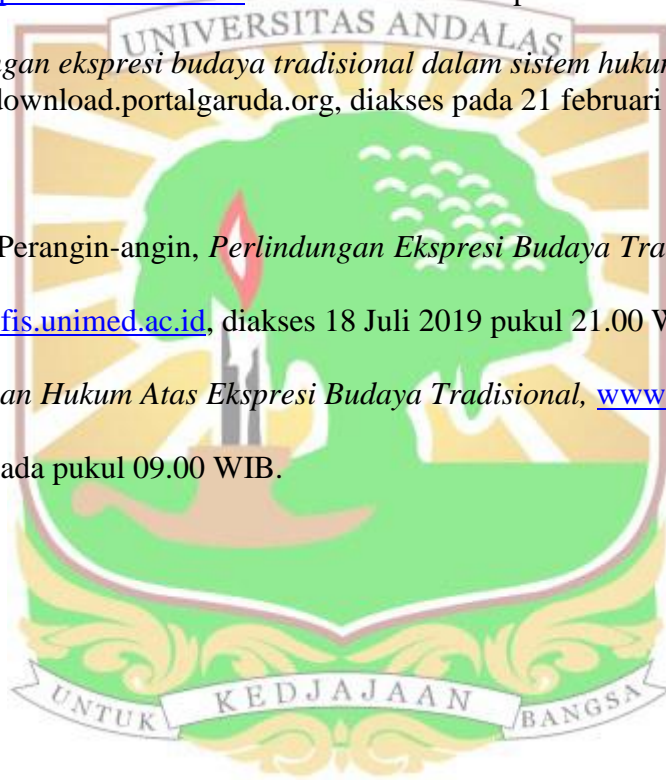 UNIVERSITAS ANDALAS
ngan ekspresi budaya tradisional dalam sistem hukum
download.portalgaruda.org, diakses pada 21 februari
Perangin-angin, Perlindungan Ekspresi Budaya Tra
fis.unimed.ac.id, diakses 18 Juli 2019 pukul 21.00 W
an Hukum Atas Ekspresi Budaya Tradisional, www
ada pukul 09.00 WIB.
UNTUK KEDJAJAAN BANGSA